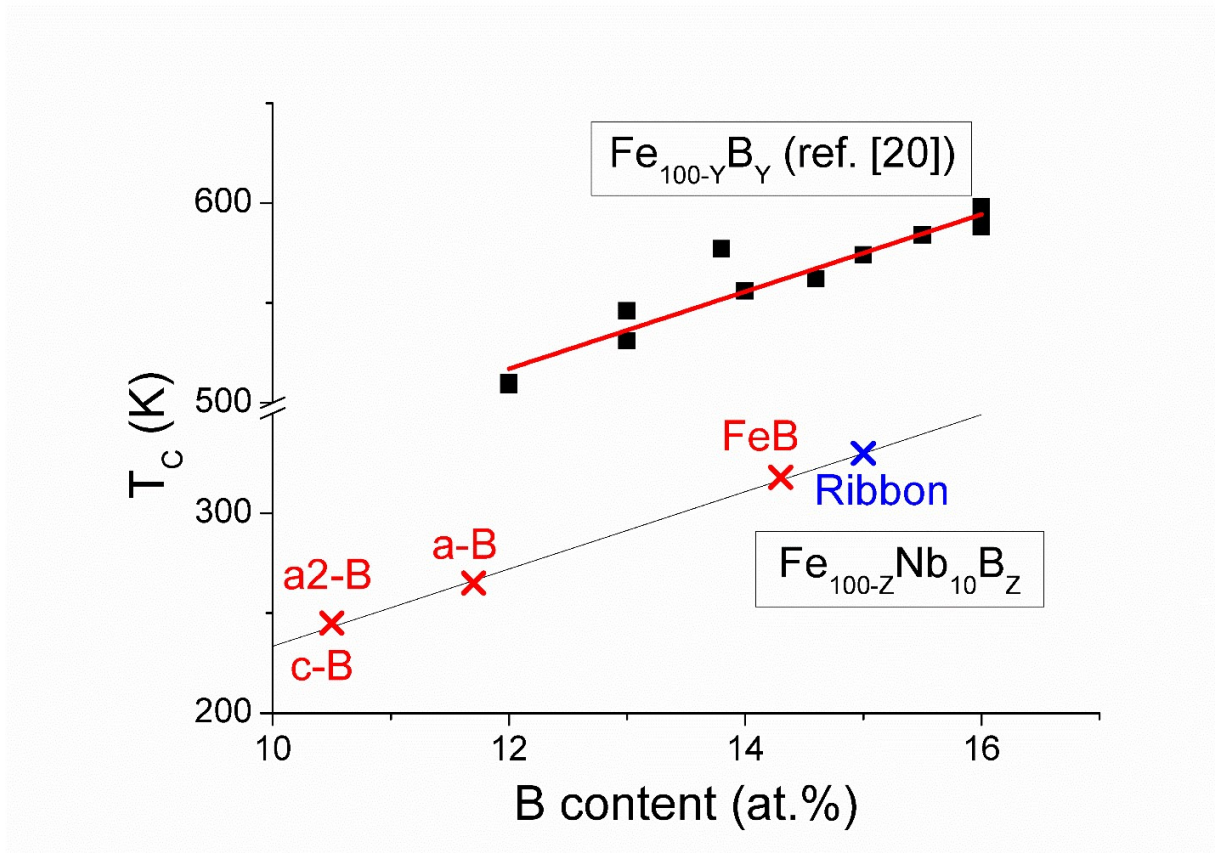 Fe₁₀₀₋YBY (ref. [20])
600
500
T_C (K)
FeB
Ribbon
300
a-B
a2-B
Fe₁₀₀₋ZNb₁₀BZ
c-B
200
10
12
14
16
B content (at.%)